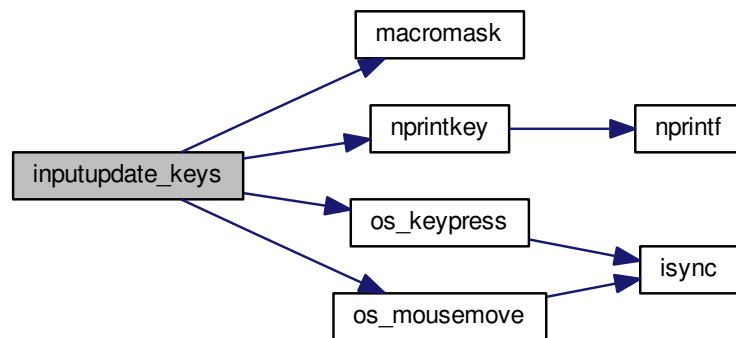 macromask
nprintkey
nprintf
inputupdate_keys
os_keypress
isync
os_mousemove